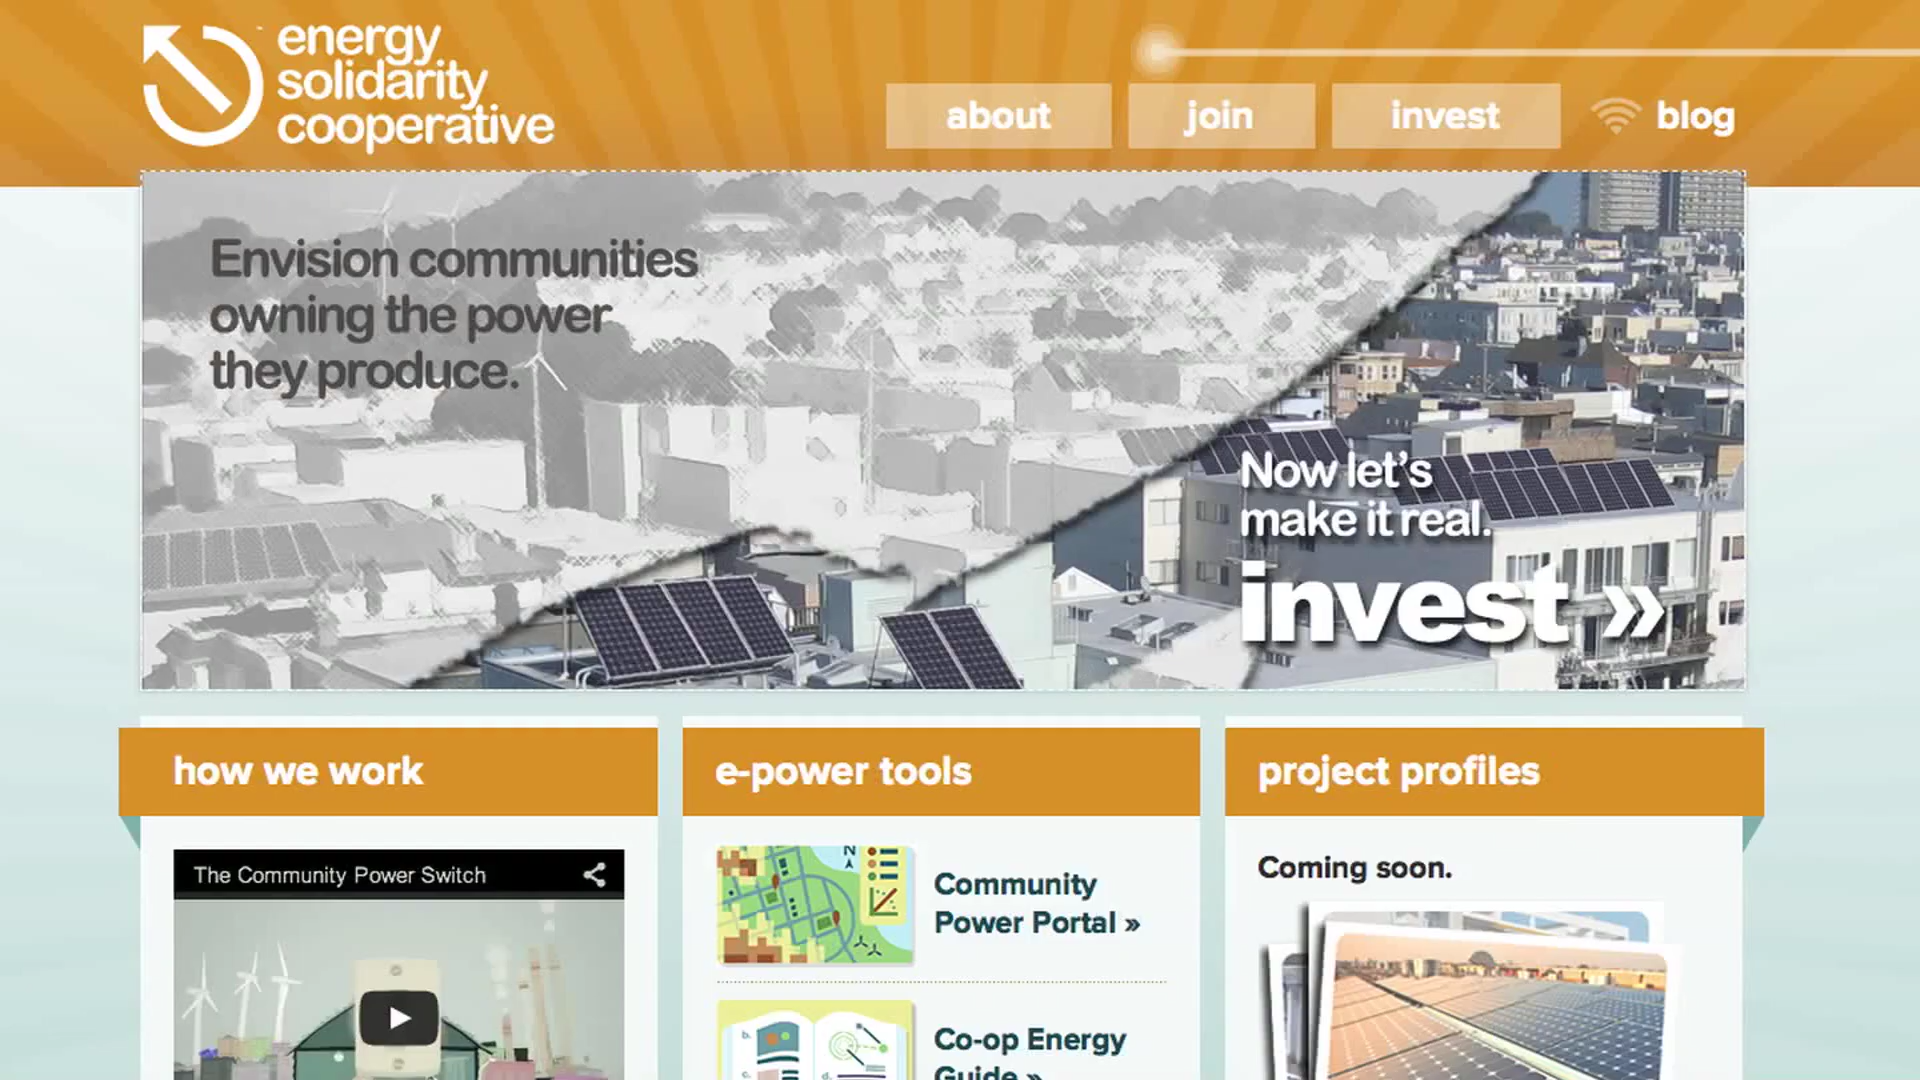 energy
solidarity
cooperative
about
join
invest
blog
Envision communities
owning the power
they produce.
Now let's
make it real.
invest »
how we work
e-power tools
project profiles
The Community Power Switch
N
Community
Power Portal »
Coming soon.
b.
Co-op Energy
Guide »
c.
d.